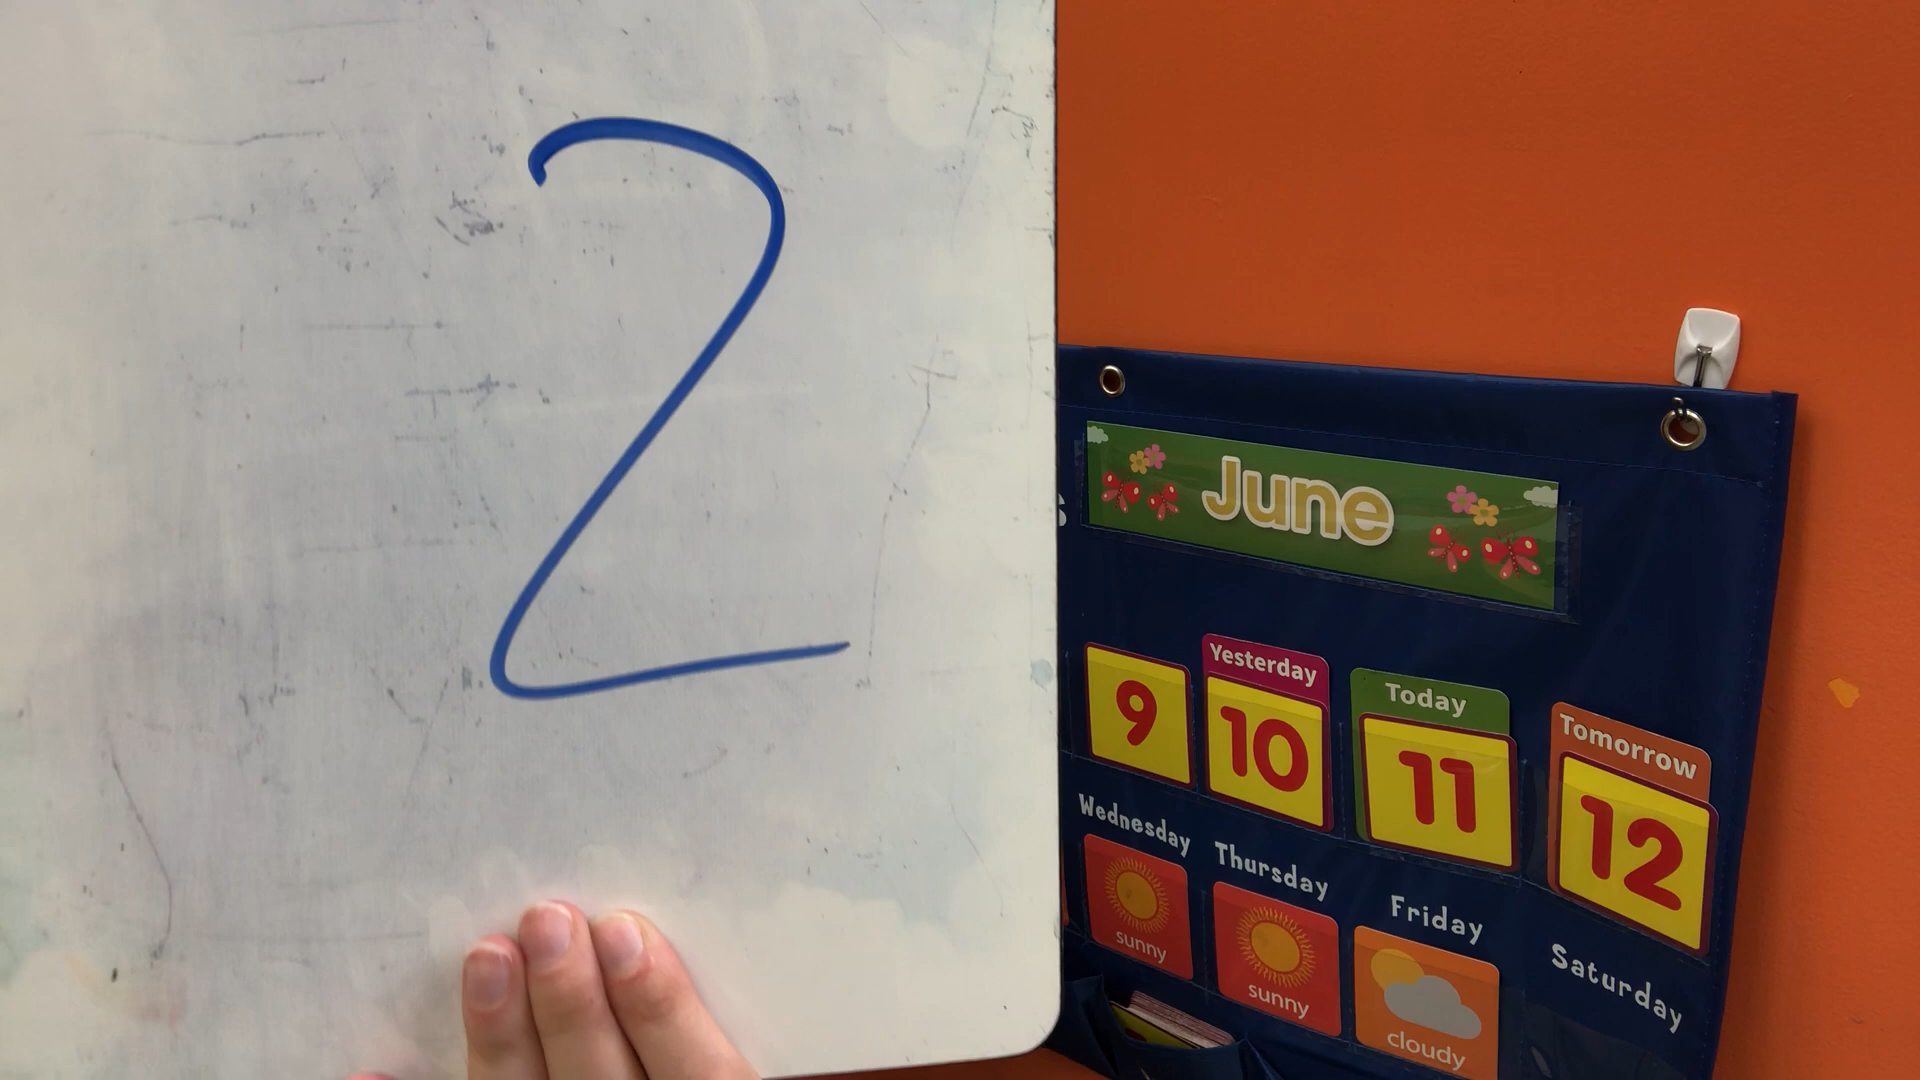 2
June
Yesterday
Today
Tomorrow
9
10
11
12
Wednesday
Thursday
Friday
Saturday
sunny
sunny
cloudy